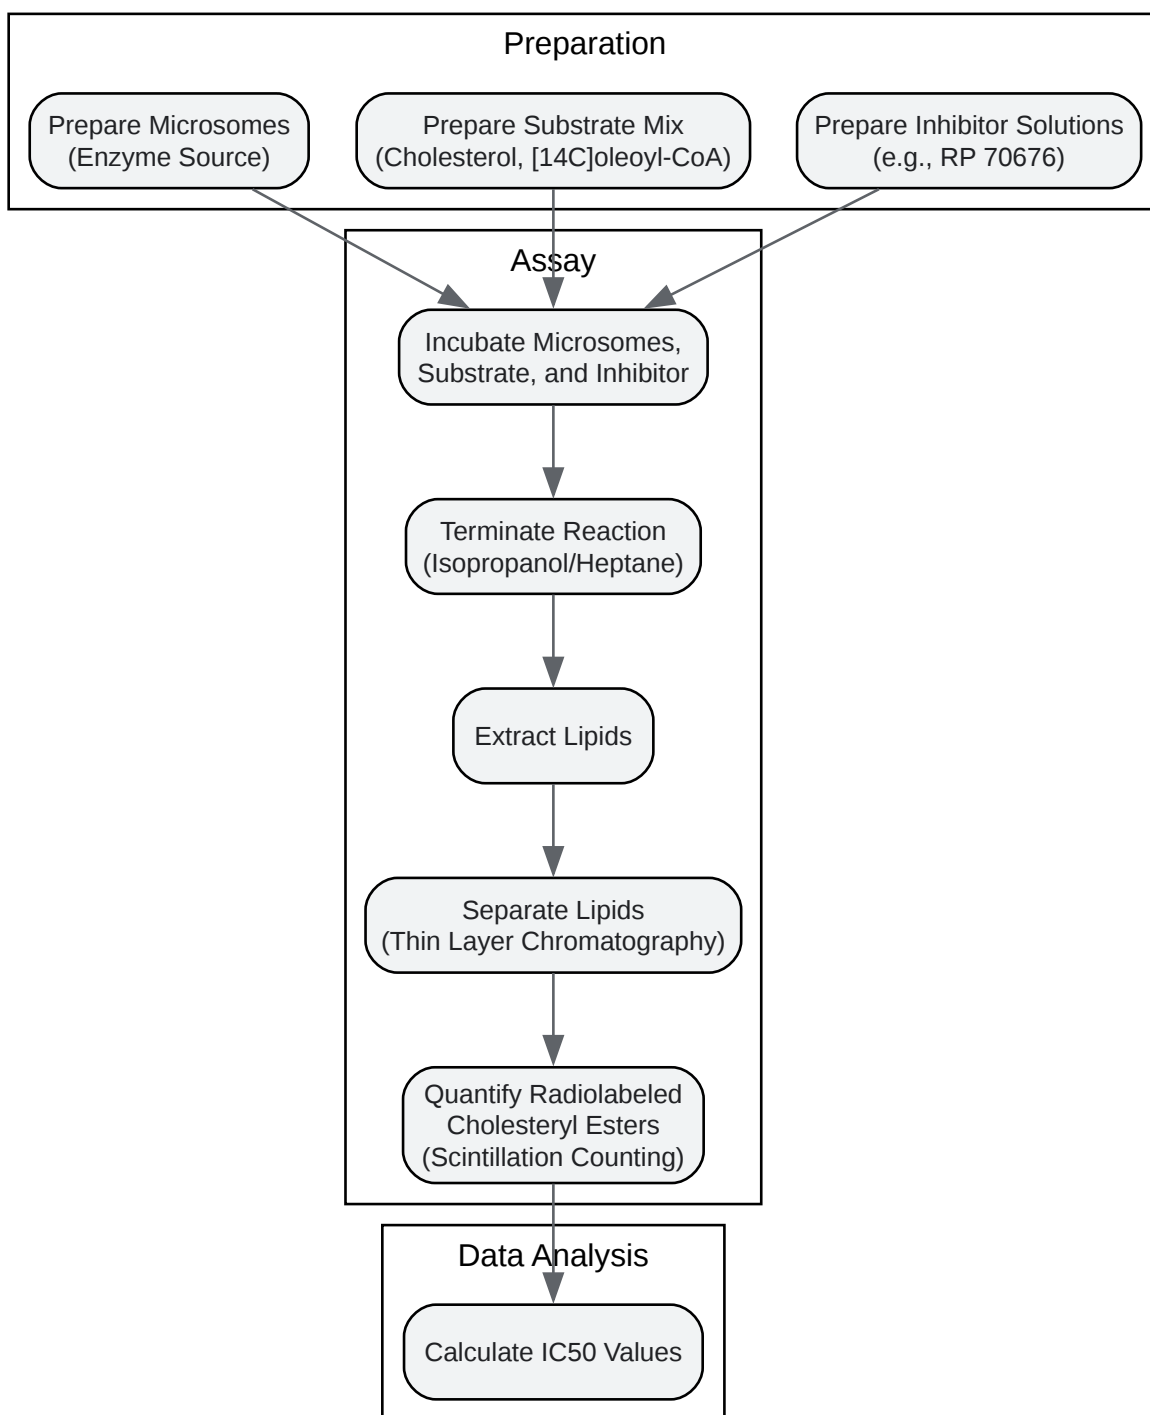 Preparation
Prepare Microsomes
(Enzyme Source)
Prepare Substrate Mix
(Cholesterol, [14C]oleoyl-CoA)
Prepare Inhibitor Solutions
(e.g., RP 70676)
Assay
Incubate Microsomes,
Substrate, and Inhibitor
Terminate Reaction
(Isopropanol/Heptane)
Extract Lipids
Separate Lipids
(Thin Layer Chromatography)
Quantify Radiolabeled
Cholesteryl Esters
(Scintillation Counting)
Data Analysis
Calculate IC50 Values